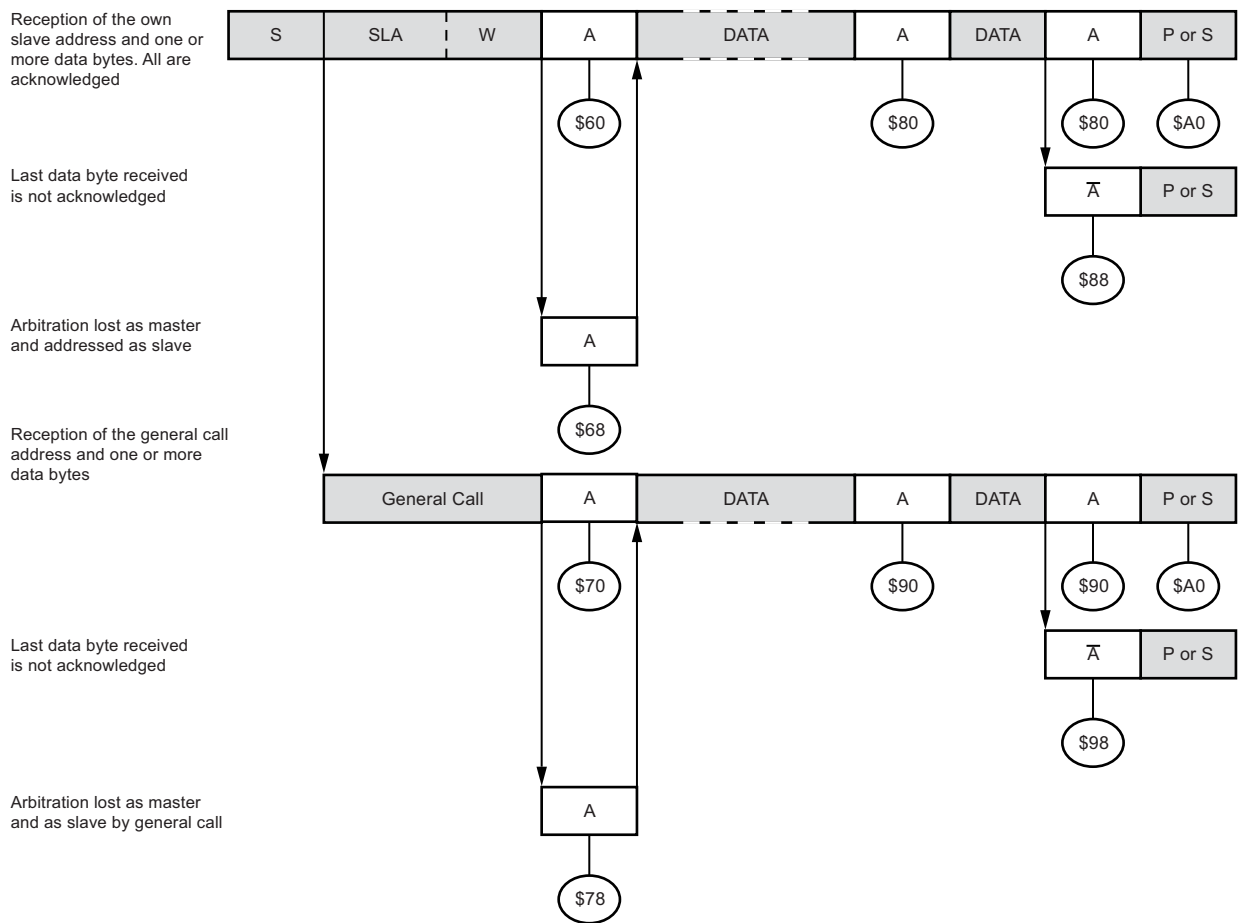 Reception of the own
slave address and one or
more data bytes. All are
acknowledged
S SLA W A DATA A DATA A P or S
$60 $80 $80 $A0
Last data byte received
is not acknowledged
A̅ P or S
$88
Arbitration lost as master
and addressed as slave
A
$68
Reception of the general call
address and one or more
data bytes
General Call A DATA A DATA A P or S
$70 $90 $90 $A0
Last data byte received
is not acknowledged
A̅ P or S
$98
Arbitration lost as master
and as slave by general call
A
$78